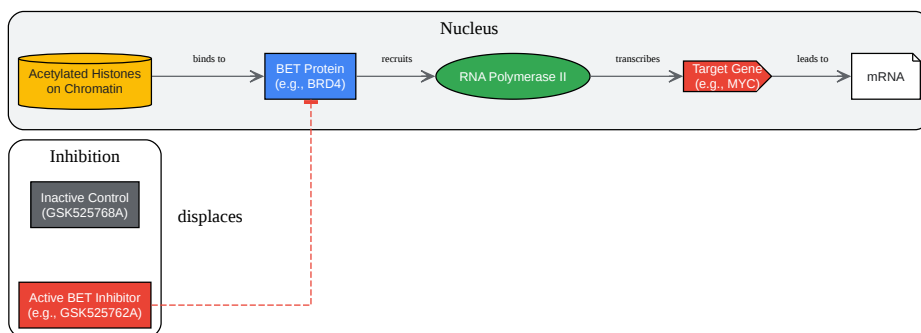 Nucleus
Acetylated Histones
on Chromatin
binds to
BET Protein
(e.g., BRD4)
recruits
RNA Polymerase II
transcribes
Target Gene
(e.g., MYC)
leads to
mRNA
Inhibition
Inactive Control
(GSK525768A)
displaces
Active BET Inhibitor
(e.g., GSK525762A)